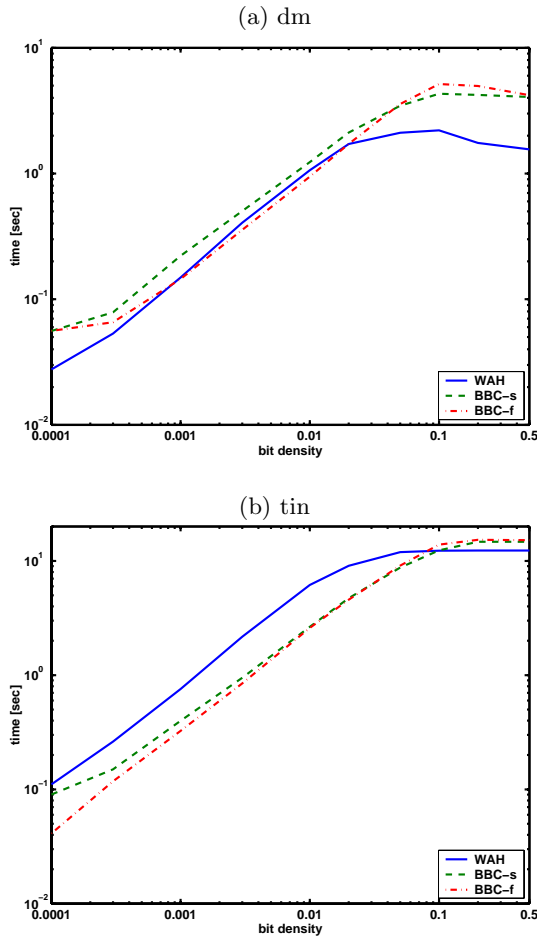 (a) dm
10^1
10^0
10^-1
10^-2
time [sec]
WAH
BBC-s
BBC-f
0.0001 0.001 0.01 0.1 0.5
bit density
(b) tin
10^1
10^0
10^-1
10^-2
time [sec]
WAH
BBC-s
BBC-f
0.0001 0.001 0.01 0.1 0.5
bit density